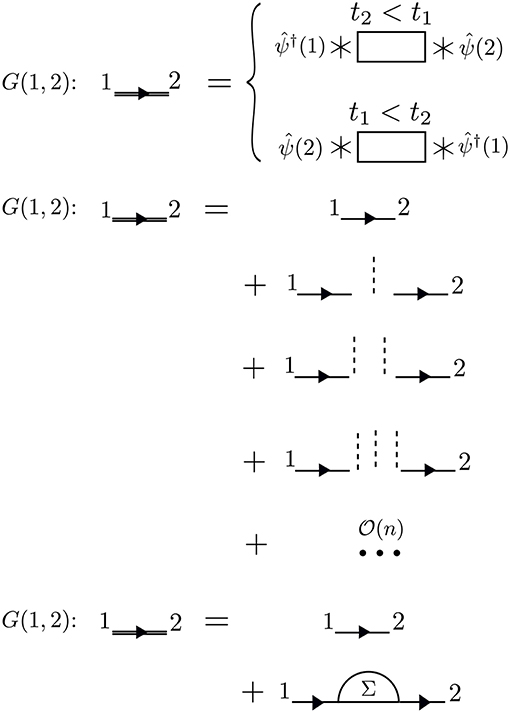 t₂ < t₁
G(1, 2): 1 2 = { ψ̂†(1) * * ψ̂(2)
t₁ < t₂
ψ̂(2) * * ψ̂†(1)
G(1, 2): 1 2 = 1 2
+ 1 2
+ 1 2
+ 1 2
+ 𝒪(n)
•••
G(1, 2): 1 2 = 1 2
+ 1 Σ 2